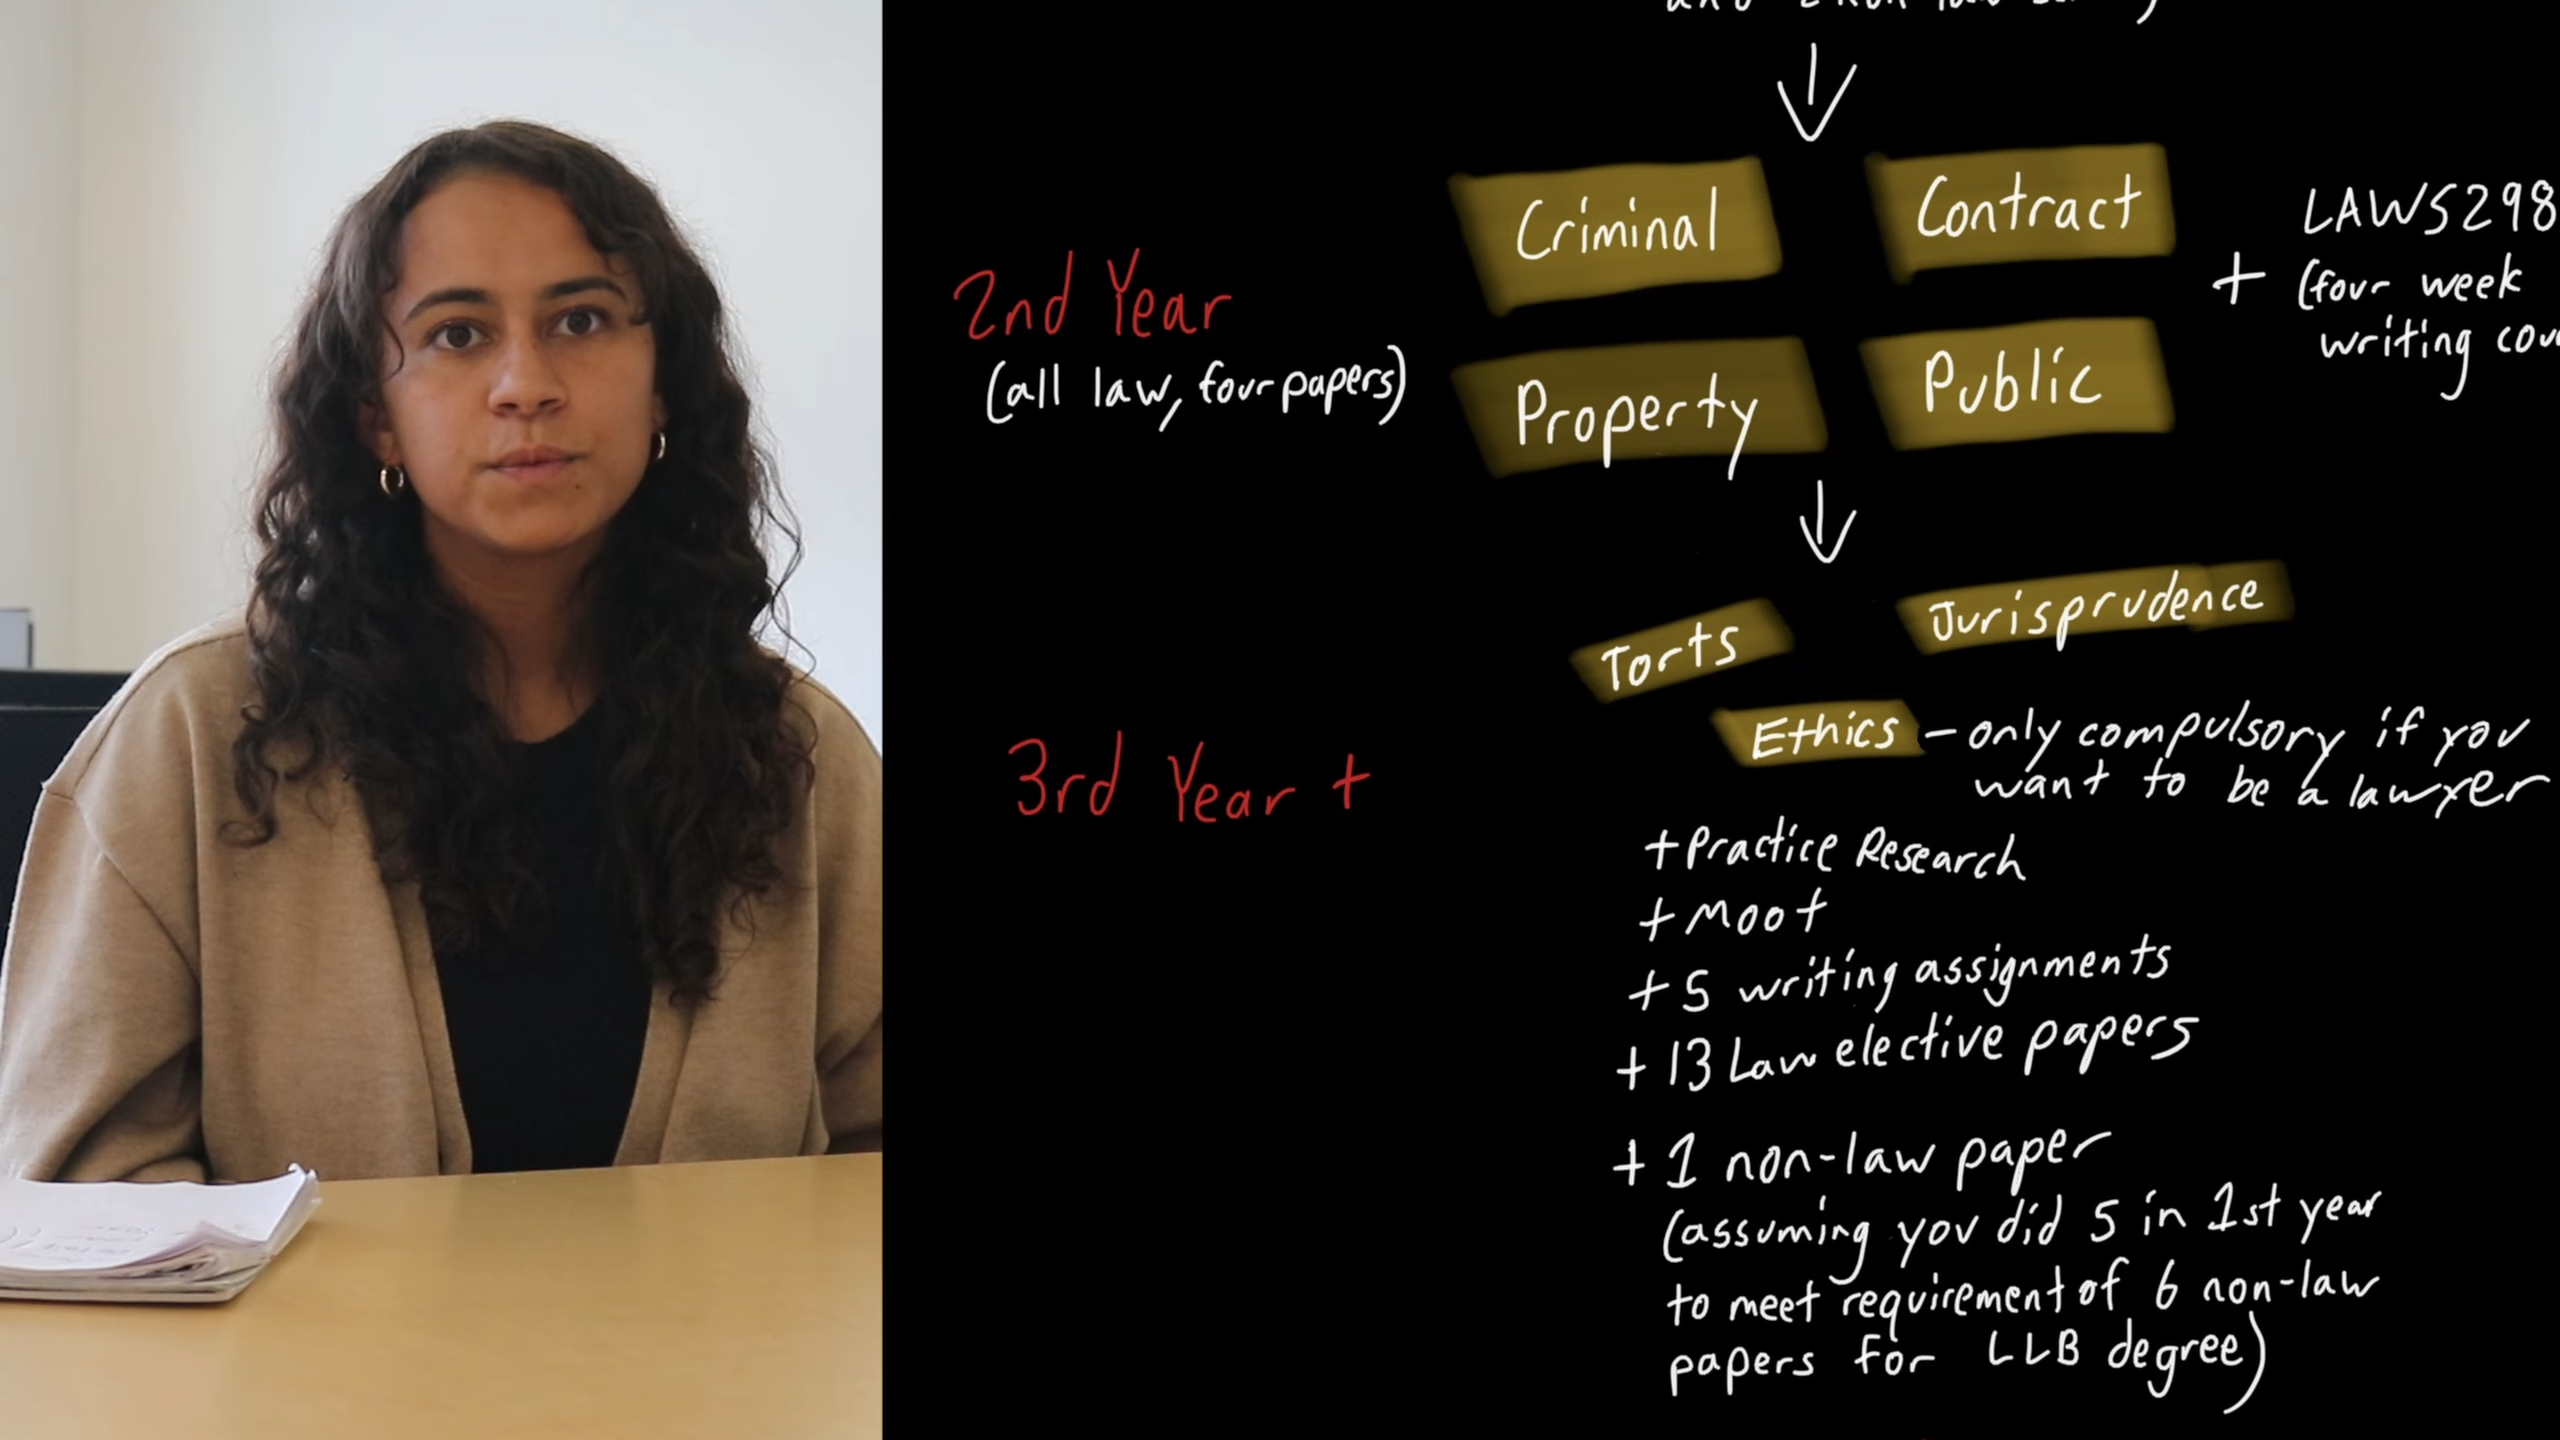 2nd Year
(all law, four papers)
Criminal
Contract
Property
Public
+
LAWS298
(four week
writing
Torts
Jurisprudence
Ethics – only compulsory if you
want to be a lawyer
3rd Year +
+ Practice Research
+ Moot
+ 5 writing assignments
+ 13 Law elective papers
+ 1 non-law paper
(assuming you did 5 in 1st year
to meet requirement of 6 non-law
papers for LLB degree)